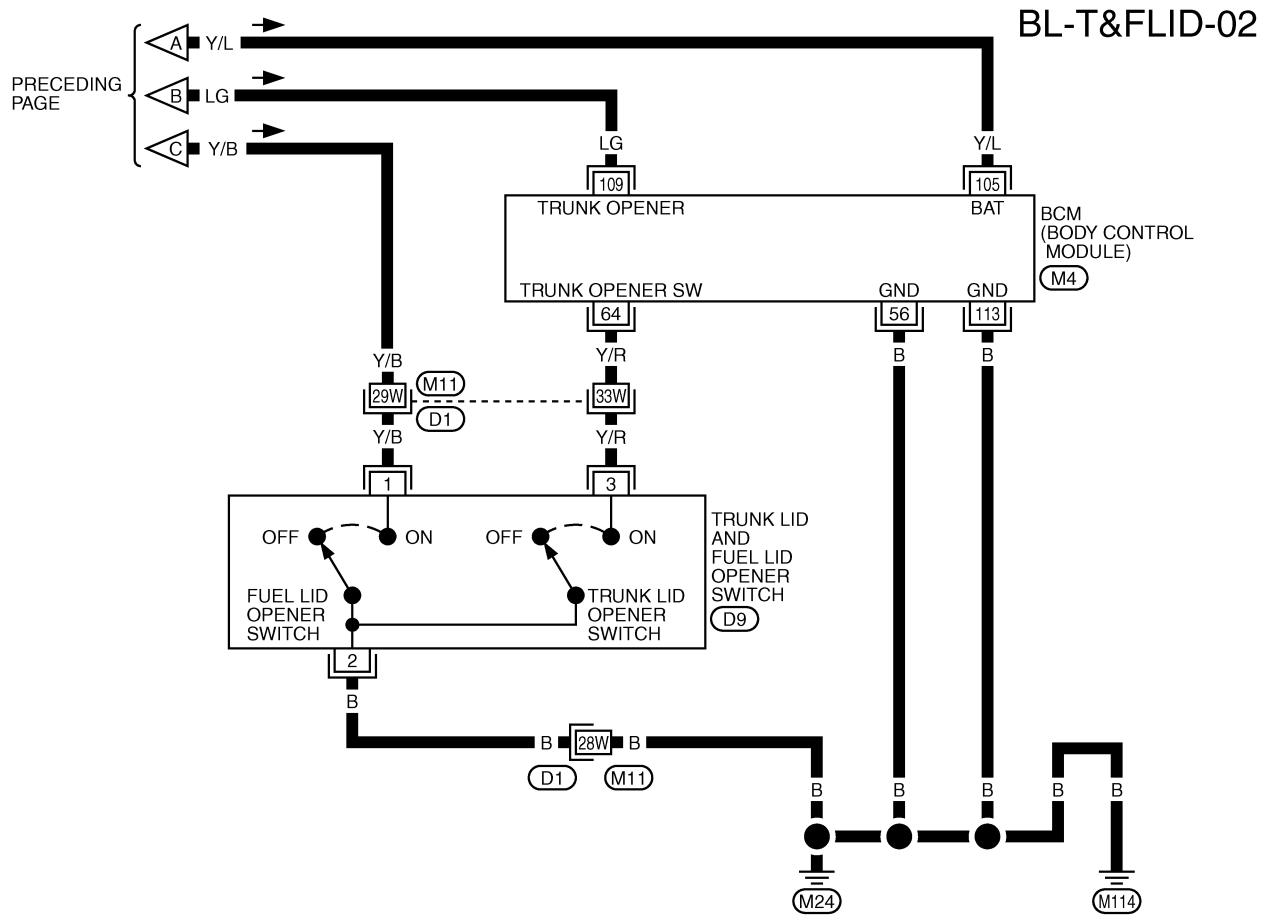 BL-T&FLID-02
PRECEDING
PAGE
A Y/L
B LG
C Y/B
LG
Y/L
109
105
TRUNK OPENER
BAT
BCM
(BODY CONTROL
MODULE)
M4
TRUNK OPENER SW
GND
GND
64
56
113
Y/B
Y/R
B
B
29W
M11
D1
33W
Y/B
Y/R
1
3
OFF
ON
OFF
ON
FUEL LID
OPENER
SWITCH
TRUNK LID
OPENER
SWITCH
TRUNK LID
AND
FUEL LID
OPENER
SWITCH
D9
2
B
B
28W
B
D1
M11
B
B
B
B
B
M24
M114